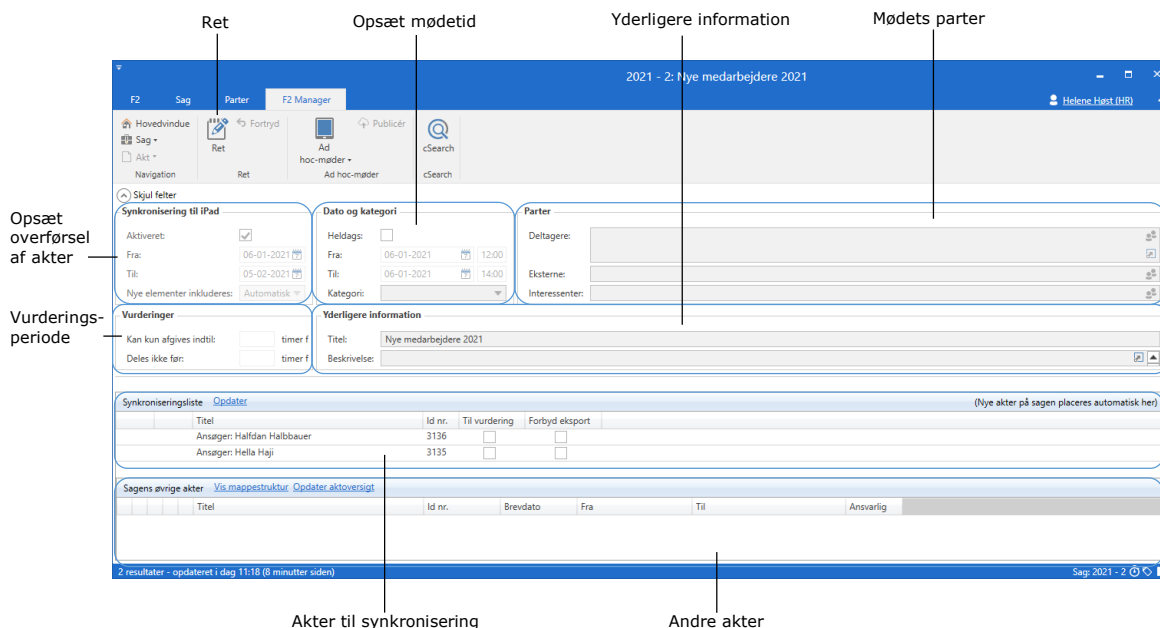 Ret
Opsæt mødetid
Yderligere information
Mødets parter
2021 - 2: Nye medarbejdere 2021
F2 Sag Parter F2 Manager
Helene Høst (HR)
Hovedvindue
Sag
Akt
Navigation
Ret
Fortryd
Ret
Ad
hoc-møder
Publicér
Ad hoc-møder
cSearch
cSearch
Skjul felter
Opsæt
overførsel
af akter
Synkronisering til iPad
Aktiveret:
Fra: 06-01-2021
Til: 05-02-2021
Nye elementer inkluderes: Automatisk
Dato og kategori
Heldags:
Fra: 06-01-2021 12:00
Til: 06-01-2021 14:00
Kategori:
Parter
Deltagere:
Eksterne:
Interessenter:
Vurderings-
periode
Vurderinger
Kan kun afgives indtil: timer f
Deles ikke før: timer f
Yderligere information
Titel: Nye medarbejdere 2021
Beskrivelse:
Synkroniseringsliste Opdater (Nye akter på sagen placeres automatisk her)
Titel Id nr. Til vurdering Forbyd eksport
Ansøger: Halfdan Halbbauer 3136
Ansøger: Hella Haji 3135
Sagens øvrige akter Vis mappestruktur Opdater aktoversigt
Titel Id nr. Brevdato Fra Til Ansvarlig
2 resultater - opdateret i dag 11:18 (8 minutter siden) Sag: 2021 - 2
Akter til synkronisering
Andre akter